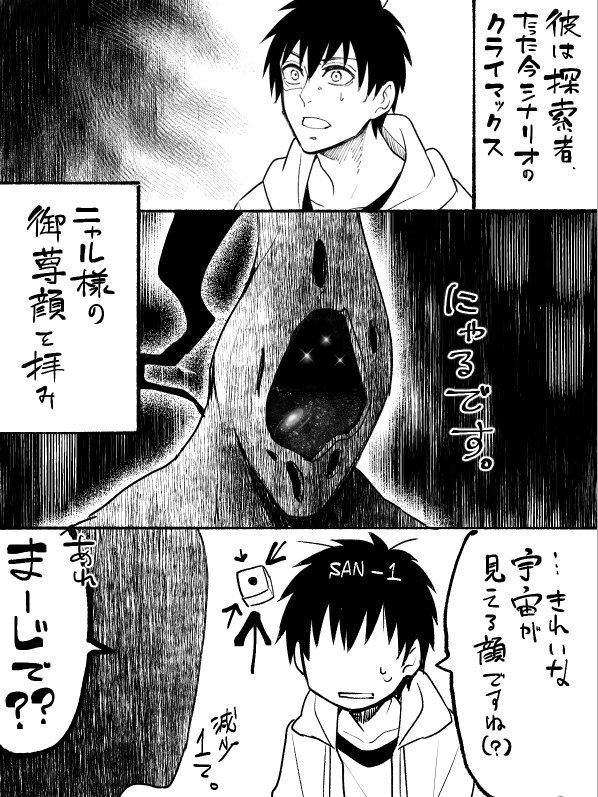 彼は探索者、
たった今シナリオの
クライマックス
ニャル様の
御尊顔を拝み
にゃるです。
…きれいな
宇宙が
見えてる顔ですね(?)
SAN-1
減少
1て。
あれ
まーじで??